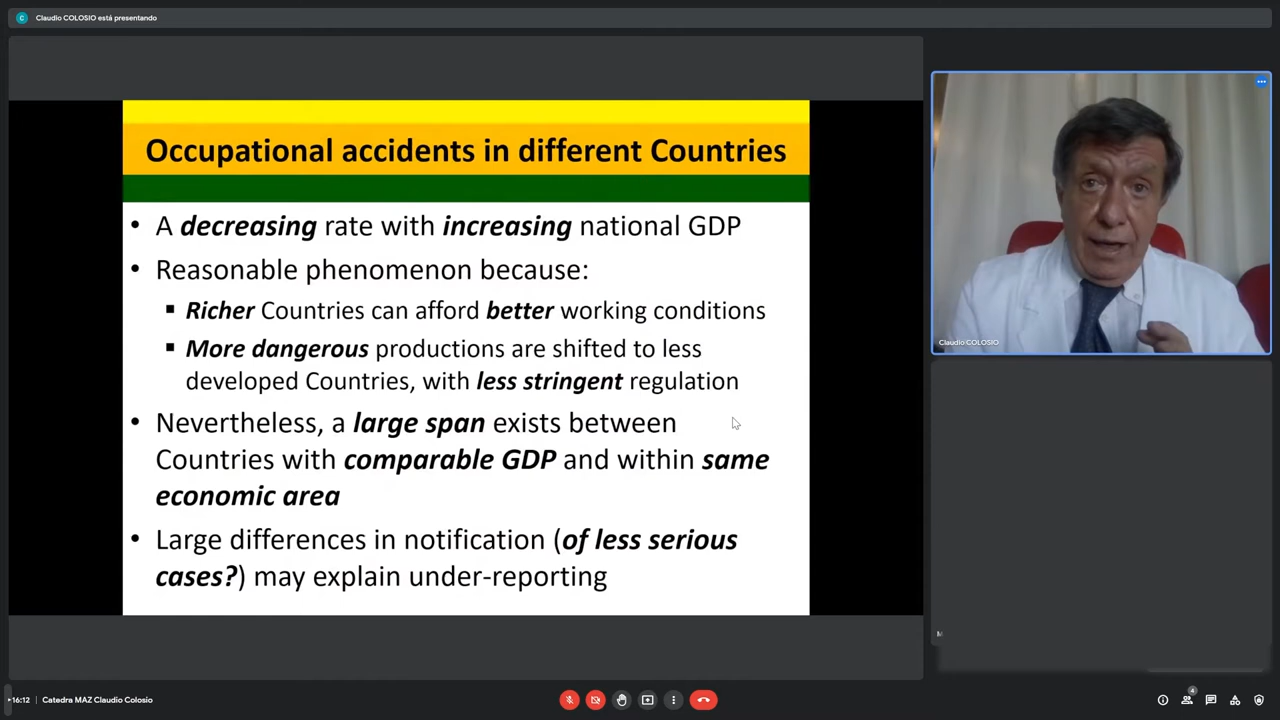 C Claudio COLOSIO está presentando
Occupational accidents in different Countries
• A decreasing rate with increasing national GDP
• Reasonable phenomenon because:
▪ Richer Countries can afford better working conditions
▪ More dangerous productions are shifted to less
developed Countries, with less stringent regulation
• Nevertheless, a large span exists between
Countries with comparable GDP and within same
economic area
• Large differences in notification (of less serious
cases?) may explain under-reporting
Claudio COLOSIO
M
16:12 | Catedra MAZ Claudio Colosio
4